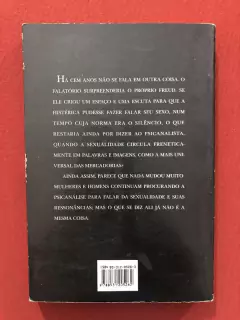 HÁ CEM ANOS NÃO SE FALA EM OUTRA COISA. O
FALATÓRIO SURPREENDERIA O PRÓPRIO FREUD. SE
ELE CRIOU UM ESPAÇO E UMA ESCUTA PARA QUE A
HISTÉRICA PUDESSE FAZER FALAR SEU SEXO, NUM
TEMPO CUJA NORMA ERA O SILÊNCIO, O QUE
RESTARIA AINDA POR DIZER AO PSICANALISTA,
QUANDO A SEXUALIDADE CIRCULA FRENETICA-
MENTE EM PALAVRAS E IMAGENS, COMO A MAIS UNI-
VERSAL DAS MERCADORIAS?
AINDA ASSIM, PARECE QUE NADA MUDOU MUITO:
MULHERES E HOMENS CONTINUAM PROCURANDO A
PSICANÁLISE PARA FALAR DA SEXUALIDADE E SUAS
RESSONÂNCIAS; MAS O QUE SE DIZ ALI JÁ NÃO É A
MESMA COISA.